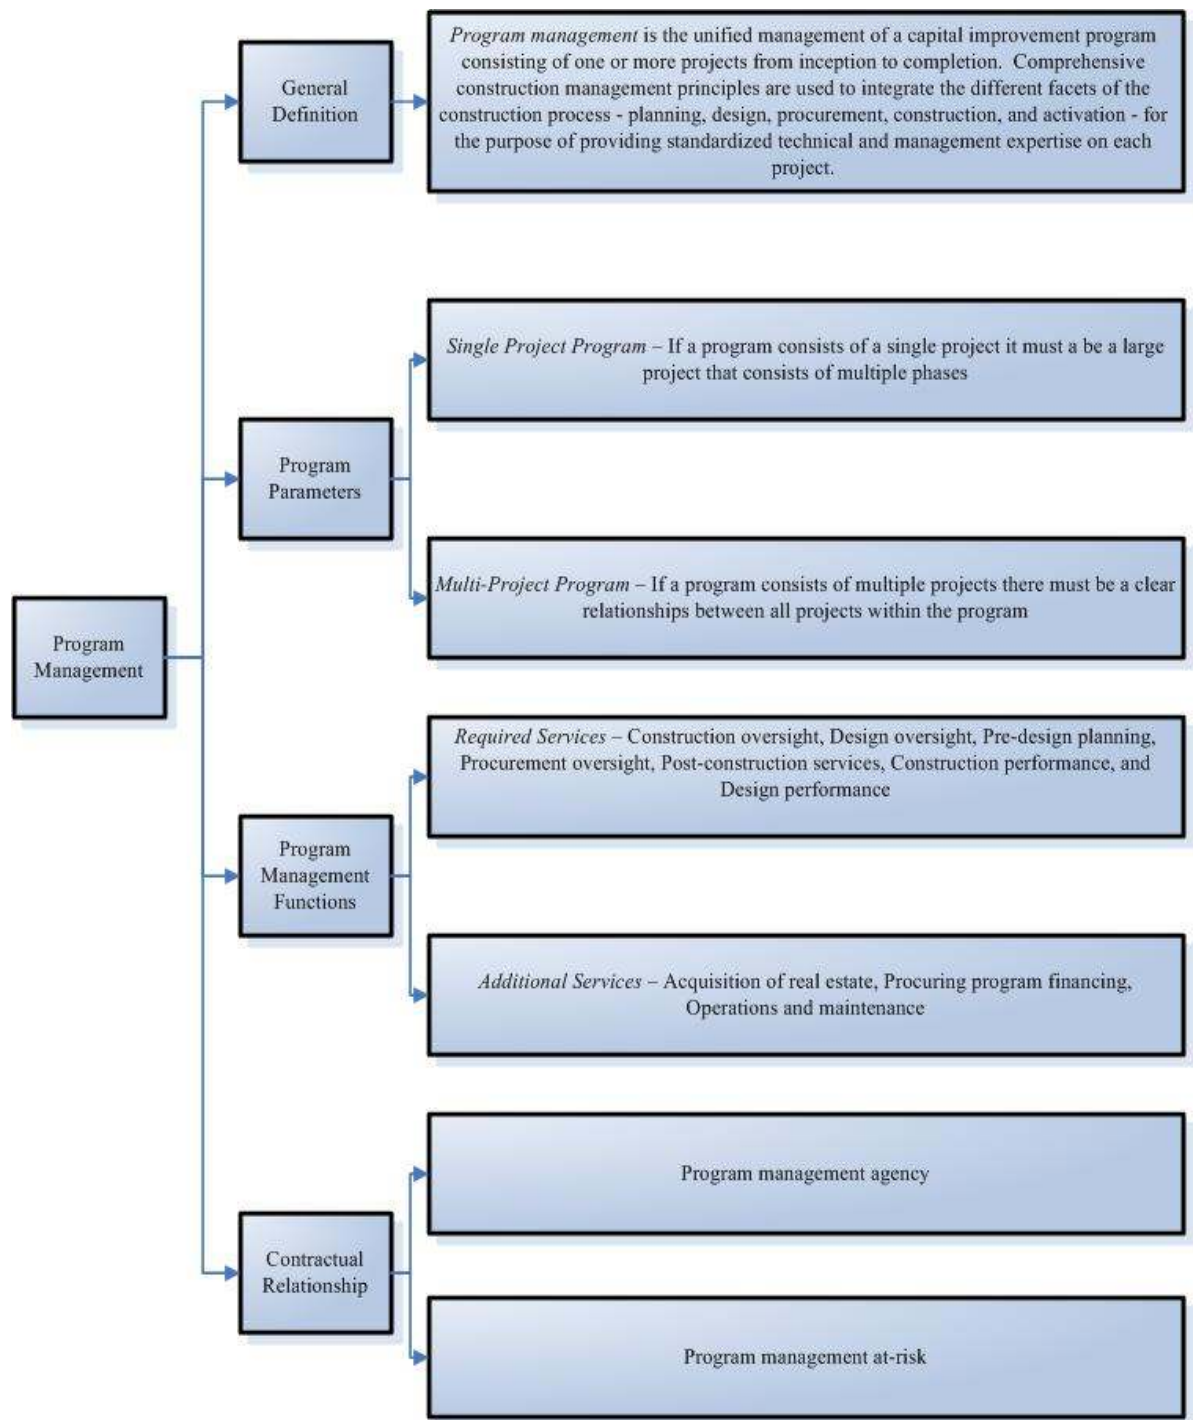 General
Definition
Program management is the unified management of a capital improvement program
consisting of one or more projects from inception to completion.  Comprehensive
construction management principles are used to integrate the different facets of the
construction process - planning, design, procurement, construction, and activation - for
the purpose of providing standardized technical and management expertise on each
project.
Single Project Program – If a program consists of a single project it must a be a large
project that consists of multiple phases
Program
Parameters
Multi-Project Program – If a program consists of multiple projects there must be a clear
relationships between all projects within the program
Program
Management
Required Services – Construction oversight, Design oversight, Pre-design planning,
Procurement oversight, Post-construction services, Construction performance, and
Design performance
Program
Management
Functions
Additional Services – Acquisition of real estate, Procuring program financing,
Operations and maintenance
Program management agency
Contractual
Relationship
Program management at-risk